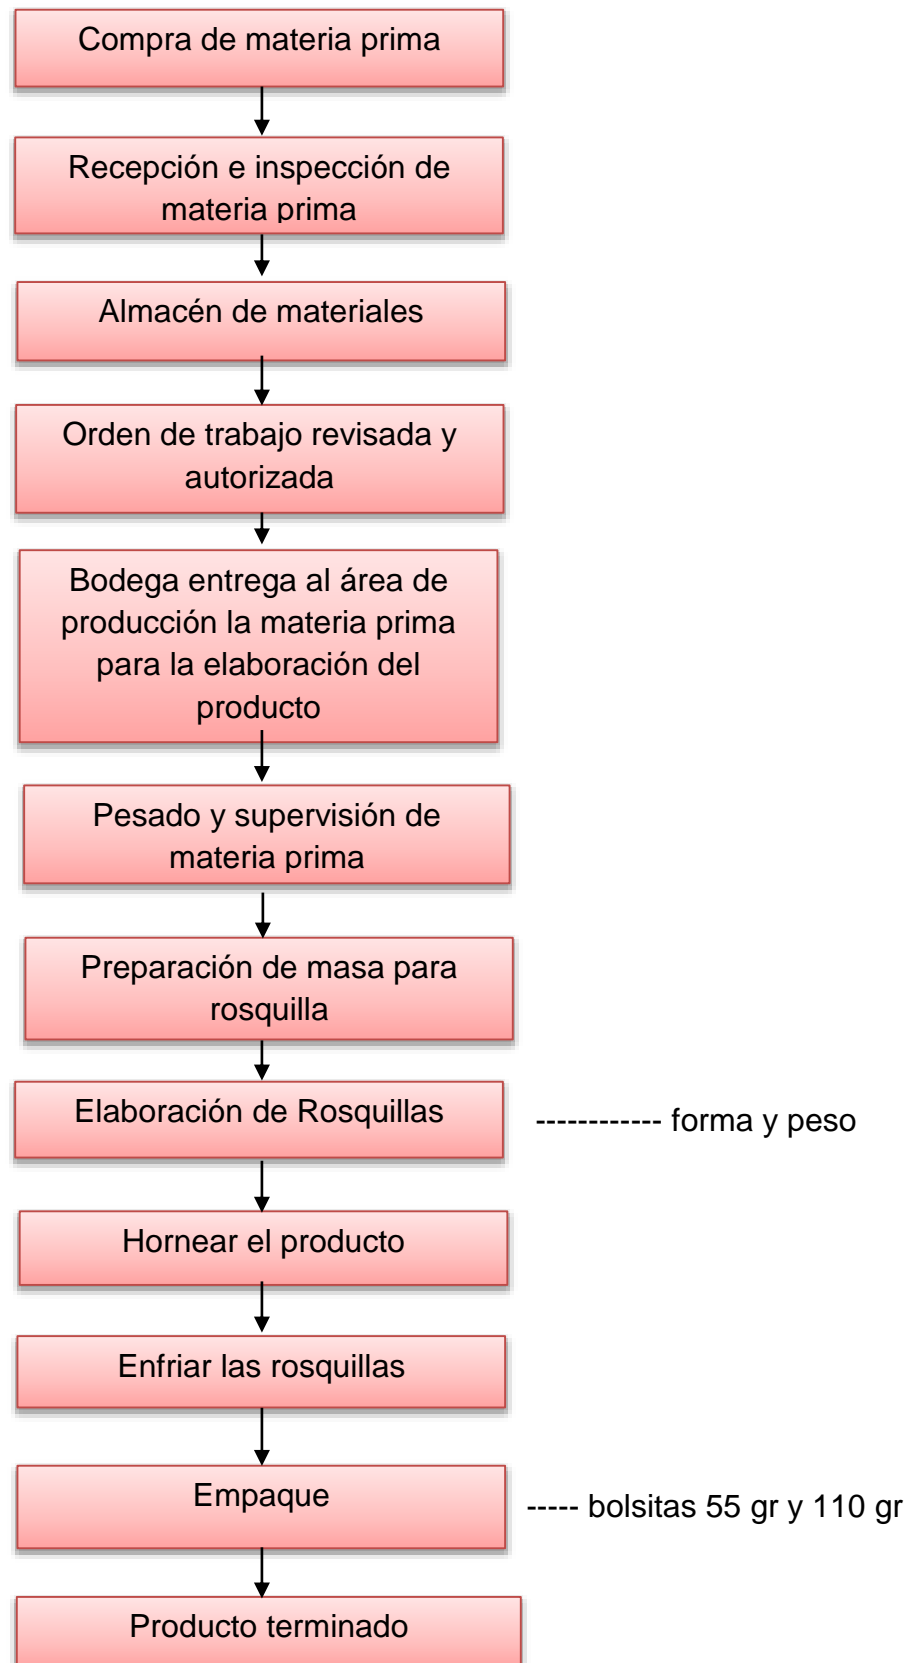 Compra de materia prima
Recepción e inspección de
materia prima
Almacén de materiales
Orden de trabajo revisada y
autorizada
Bodega entrega al área de
producción la materia prima
para la elaboración del
producto
Pesado y supervisión de
materia prima
Preparación de masa para
rosquilla
Elaboración de Rosquillas ------------ forma y peso
Hornear el producto
Enfriar las rosquillas
Empaque ----- bolsitas 55 gr y 110 gr
Producto terminado